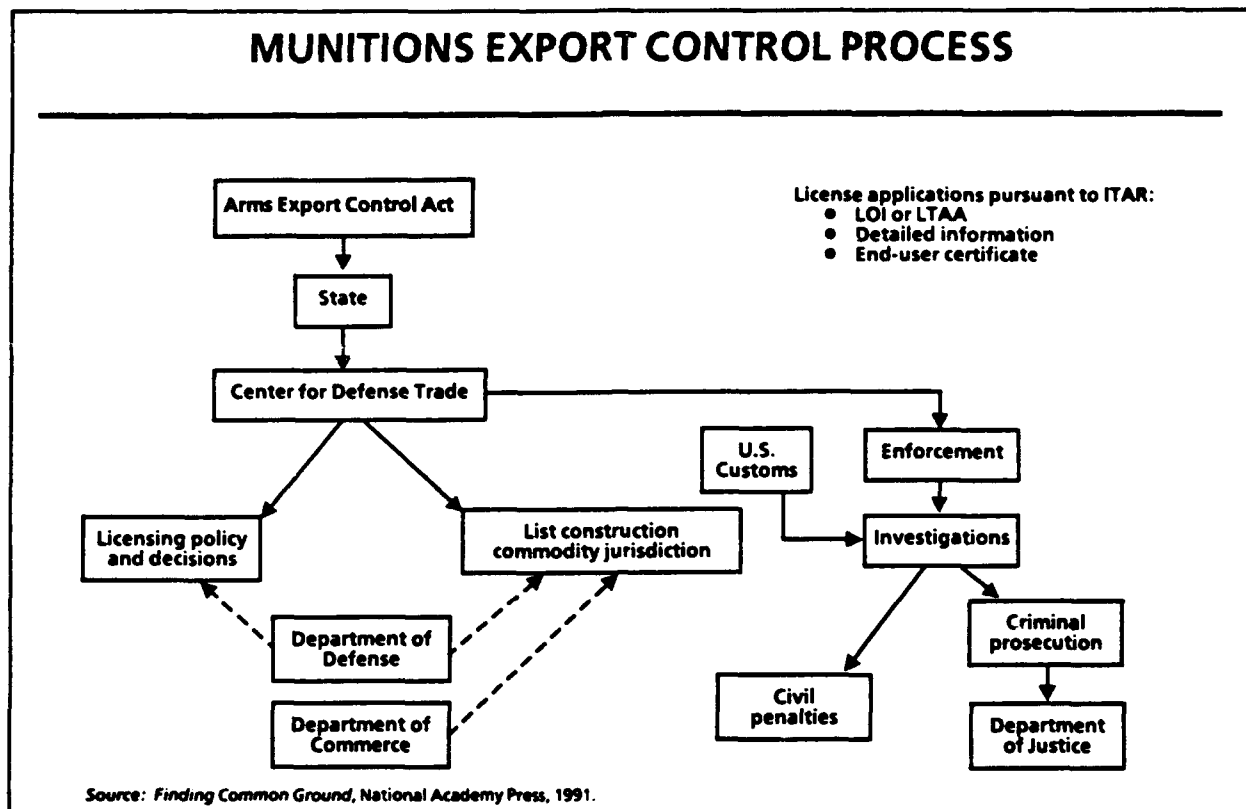 MUNITIONS EXPORT CONTROL PROCESS
Arms Export Control Act
License applications pursuant to ITAR:
● LOI or LTAA
● Detailed information
● End-user certificate
State
Center for Defense Trade
U.S.
Customs
Enforcement
Licensing policy
and decisions
List construction
commodity jurisdiction
Investigations
Department of
Defense
Criminal
prosecution
Civil
penalties
Department of
Commerce
Department
of Justice
Source: Finding Common Ground, National Academy Press, 1991.